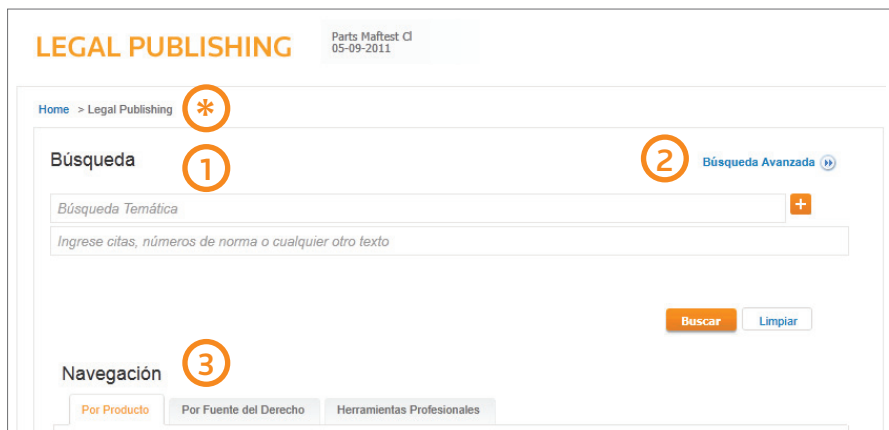 LEGAL PUBLISHING
Parts Maftest Cl
05-09-2011
Home > Legal Publishing *
Búsqueda 1
2 Búsqueda Avanzada
Búsqueda Temática +
Ingrese citas, números de norma o cualquier otro texto
Buscar Limpiar
Navegación 3
Por Producto Por Fuente del Derecho Herramientas Profesionales